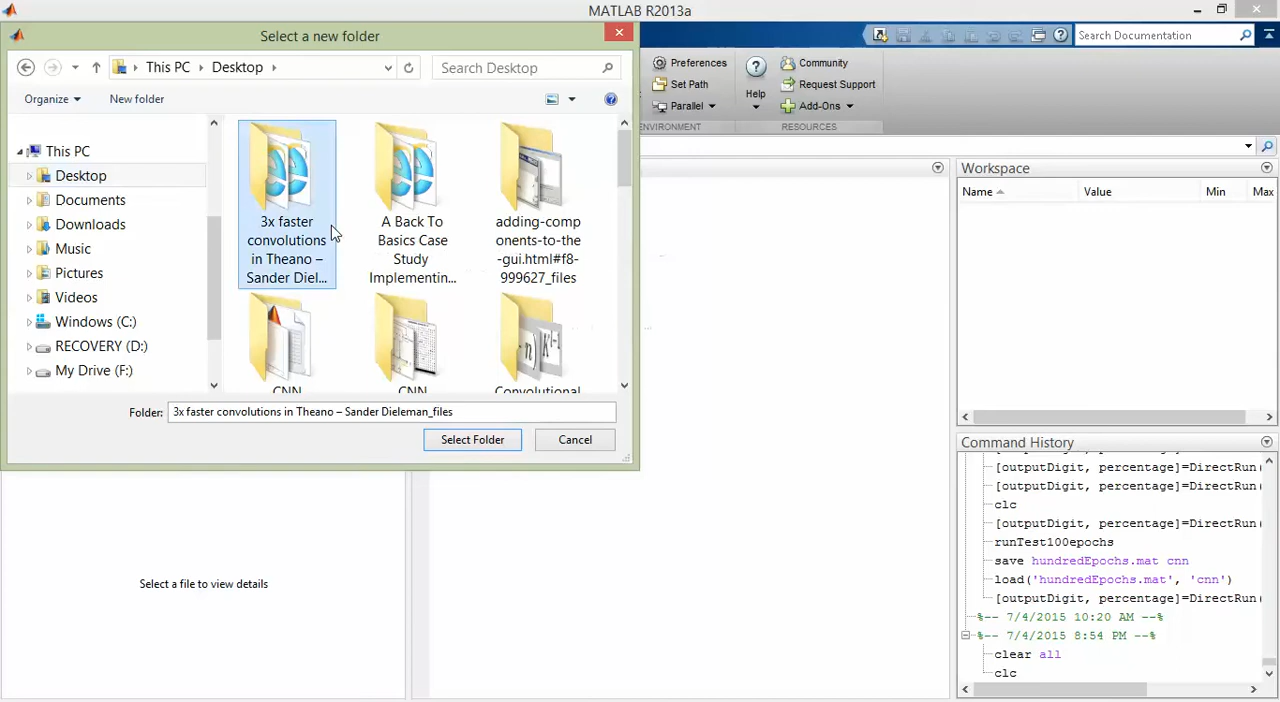 MATLAB R2013a
Select a new folder
This PC
Desktop
Search Desktop
Organize
New folder
This PC
Desktop
Documents
Downloads
Music
Pictures
Videos
Windows (C:)
RECOVERY (D:)
My Drive (F:)
3x faster
convolutions
in Theano –
Sander Diel...
A Back To
Basics Case
Study
Implementin...
adding-comp
onents-to-the
-gui.html#f8-
999627_files
CNN
CNN
Convolutional
Folder: 3x faster convolutions in Theano – Sander Dieleman_files
Select Folder
Cancel
Search Documentation
Preferences
Set Path
Parallel
ENVIRONMENT
Help
Community
Request Support
Add-Ons
RESOURCES
Workspace
Name Value Min Max
Command History
[outputDigit, percentage]=DirectRun(
[outputDigit, percentage]=DirectRun(
clc
[outputDigit, percentage]=DirectRun(
runTest100epochs
save hundredEpochs.mat cnn
load('hundredEpochs.mat', 'cnn')
[outputDigit, percentage]=DirectRun(
%-- 7/4/2015 10:20 AM --%
%-- 7/4/2015 8:54 PM --%
clear all
clc
Select a file to view details